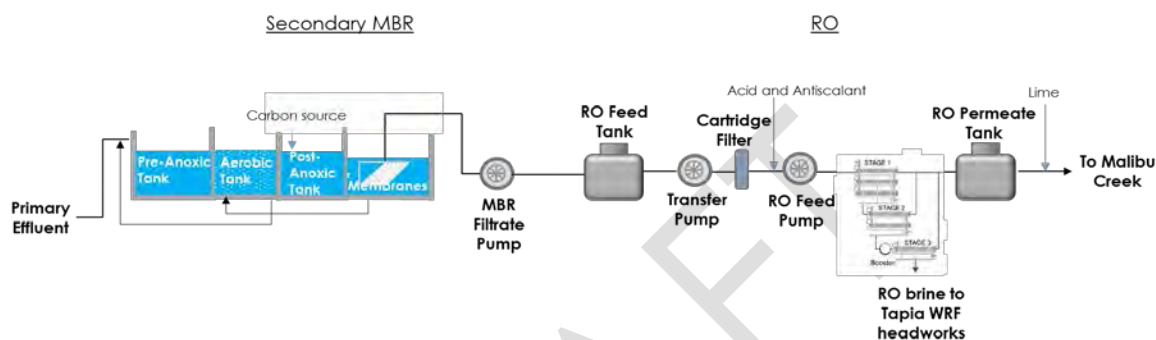 Secondary MBR
RO
Carbon source
Pre-Anoxic
Tank
Aerobic
Tank
Post-
Anoxic
Tank
Membranes
Primary
Effluent
MBR
Filtrate
Pump
RO Feed
Tank
Transfer
Pump
Cartridge
Filter
Acid and Antiscalant
RO Feed
Pump
STAGE 1
STAGE 2
STAGE 3
Booster
RO brine to
Tapia WRF
headworks
RO Permeate
Tank
Lime
To Malibu
Creek